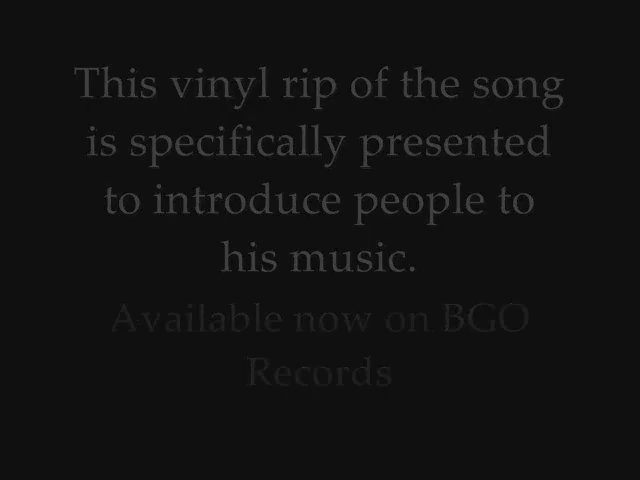 This vinyl rip of the song
is specifically presented
to introduce people to
his music.
Available now on BGO
Records